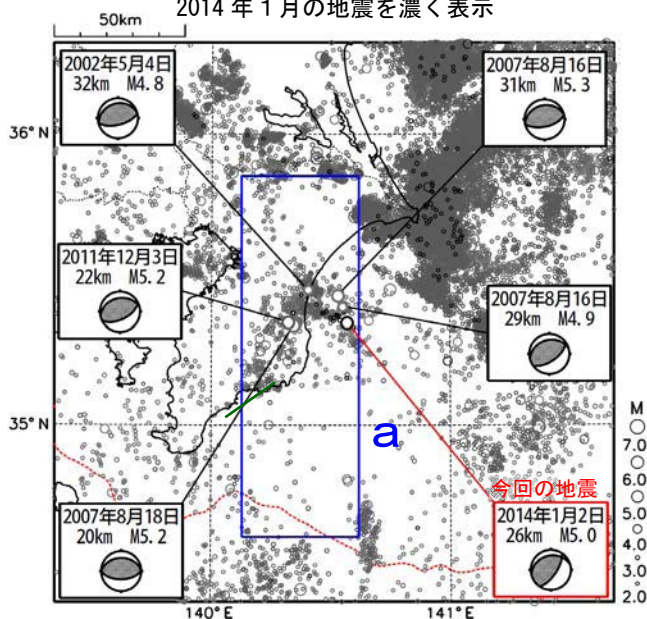 2014年1月の地震を濃く表示
50km
2002年5月4日
32km M4.8
2007年8月16日
31km M5.3
36°N
2011年12月3日
22km M5.2
2007年8月16日
29km M4.9
35°N
a
M
7.0
6.0
5.0
4.0
3.0
2.0
今回の地震
2007年8月18日
20km M5.2
2014年1月2日
26km M5.0
140°E
141°E